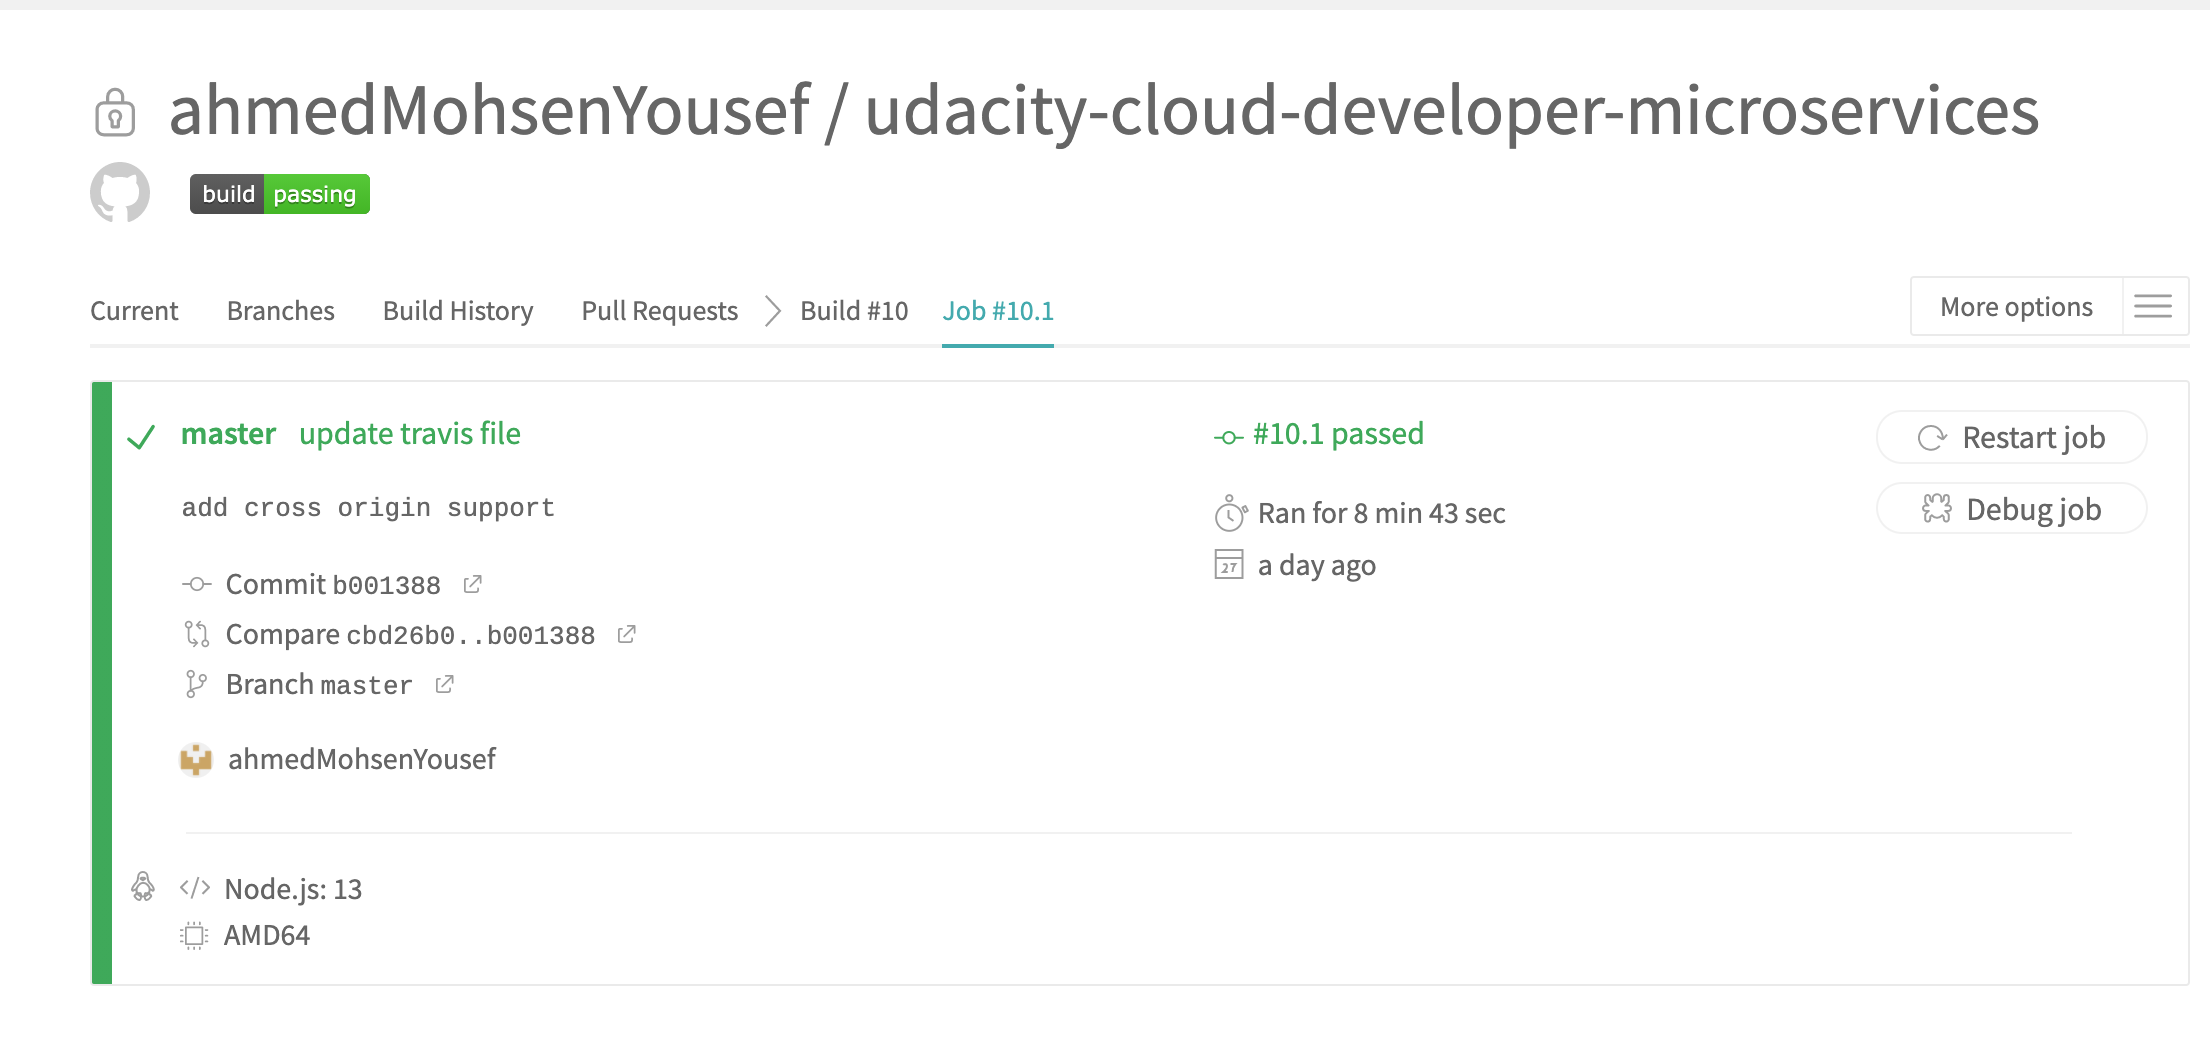 ahmedMohsenYousef / udacity-cloud-developer-microservices
build passing
Current Branches Build History Pull Requests Build #10 Job #10.1 More options
master update travis file
add cross origin support
Commit b001388
Compare cbd26b0..b001388
Branch master
ahmedMohsenYousef
#10.1 passed
Ran for 8 min 43 sec
27 a day ago
Restart job
Debug job
Node.js: 13
AMD64